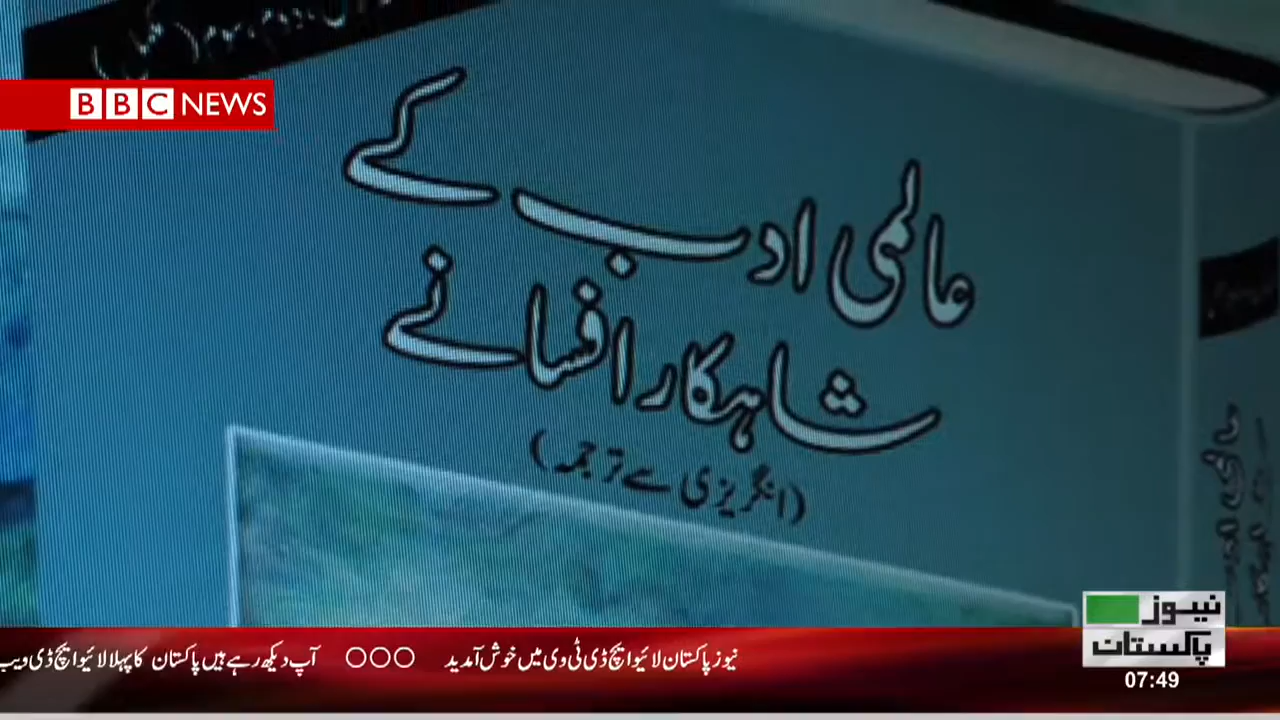 BBC NEWS
عالمی ادب کے
شاہکار افسانے
(انگریزی سے ترجمہ)
نیوز
پاکستان
نیوز پاکستان لائیو ایچ ڈی ٹی وی میں خوش آمدید ○○○ آپ دیکھ رہے ہیں پاکستان کا پہلا لائیو ایچ ڈی ویب
07:49